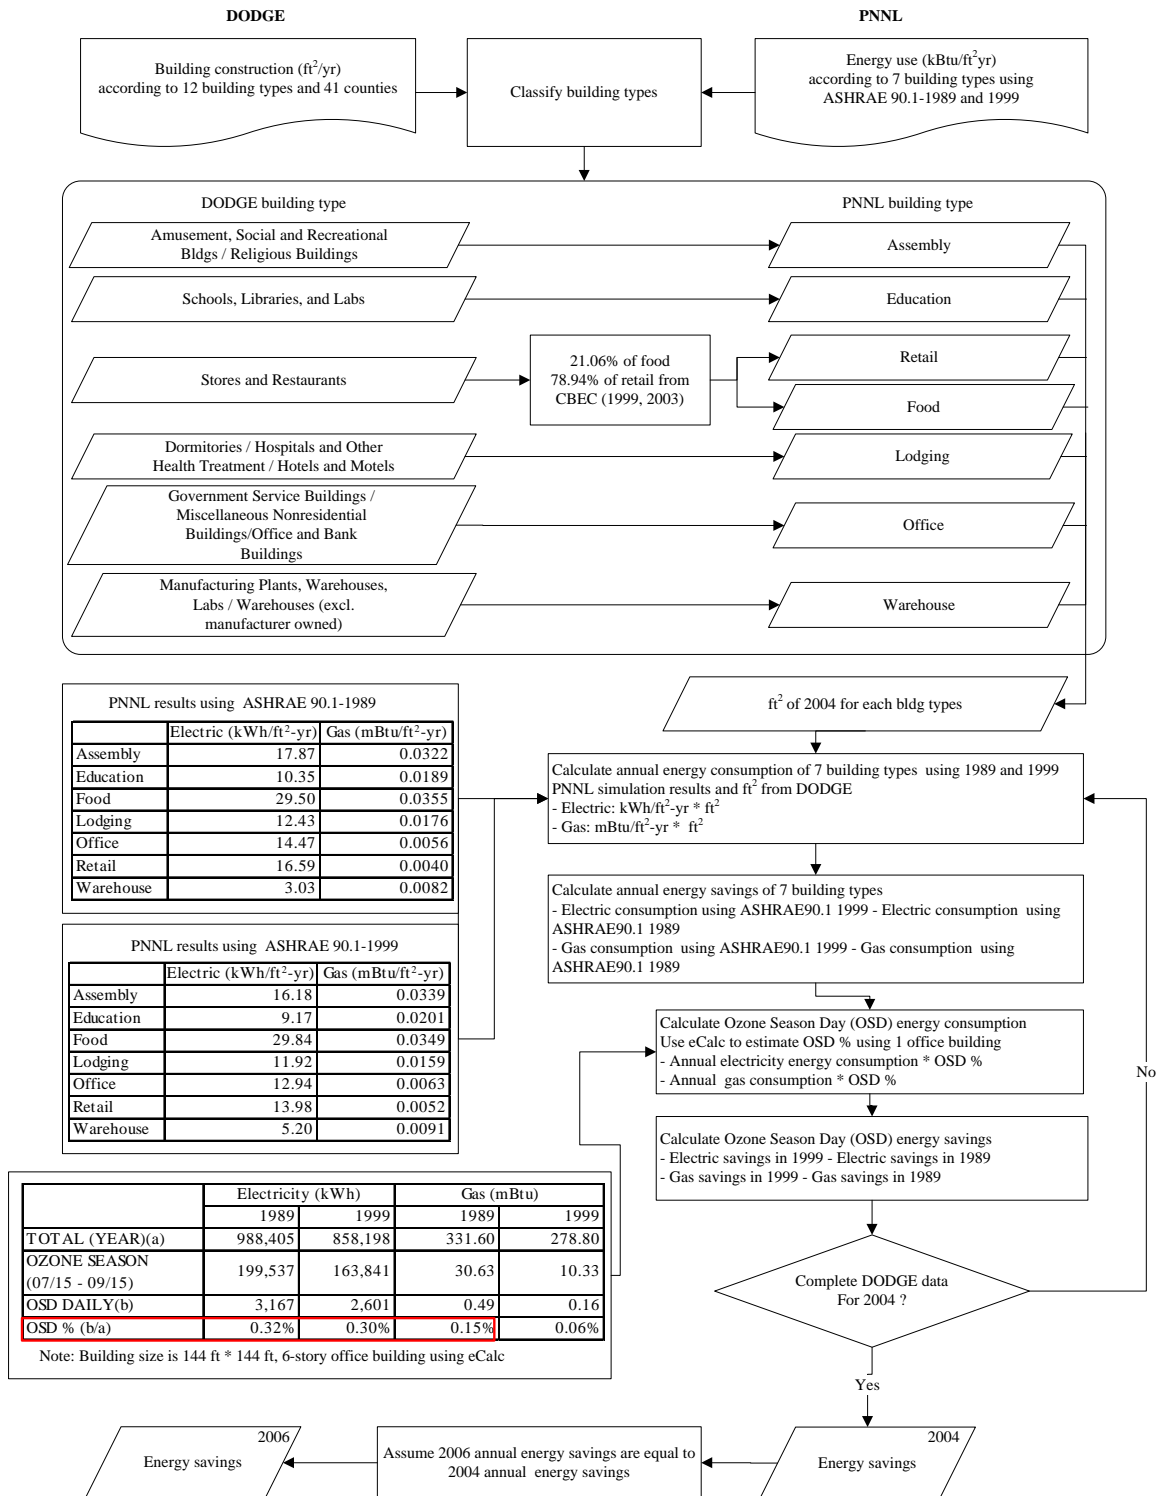 DODGE
PNNL
Building construction (ft²/yr)
according to 12 building types and 41 counties
Classify building types
Energy use (kBtu/ft²yr)
according to 7 building types using
ASHRAE 90.1-1989 and 1999
DODGE building type
PNNL building type
Amusement, Social and Recreational
Bldgs / Religious Buildings
Assembly
Schools, Libraries, and Labs
Education
Stores and Restaurants
21.06% of food
78.94% of retail from
CBEC (1999, 2003)
Retail
Food
Dormitories / Hospitals and Other
Health Treatment / Hotels and Motels
Lodging
Government Service Buildings /
Miscellaneous Nonresidential
Buildings/Office and Bank
Buildings
Office
Manufacturing Plants, Warehouses,
Labs / Warehouses (excl.
manufacturer owned)
Warehouse
ft² of 2004 for each bldg types
PNNL results using ASHRAE 90.1-1989
Electric (kWh/ft²-yr) Gas (mBtu/ft²-yr)
Assembly 17.87 0.0322
Education 10.35 0.0189
Food 29.50 0.0355
Lodging 12.43 0.0176
Office 14.47 0.0056
Retail 16.59 0.0040
Warehouse 3.03 0.0082
Calculate annual energy consumption of 7 building types using 1989 and 1999
PNNL simulation results and ft² from DODGE
- Electric: kWh/ft²-yr * ft²
- Gas: mBtu/ft²-yr * ft²
Calculate annual energy savings of 7 building types
- Electric consumption using ASHRAE90.1 1999 - Electric consumption using
ASHRAE90.1 1989
- Gas consumption using ASHRAE90.1 1999 - Gas consumption using
ASHRAE90.1 1989
PNNL results using ASHRAE 90.1-1999
Electric (kWh/ft²-yr) Gas (mBtu/ft²-yr)
Assembly 16.18 0.0339
Education 9.17 0.0201
Food 29.84 0.0349
Lodging 11.92 0.0159
Office 12.94 0.0063
Retail 13.98 0.0052
Warehouse 5.20 0.0091
Calculate Ozone Season Day (OSD) energy consumption
Use eCalc to estimate OSD % using 1 office building
- Annual electricity energy consumption * OSD %
- Annual gas consumption * OSD %
No
Calculate Ozone Season Day (OSD) energy savings
- Electric savings in 1999 - Electric savings in 1989
- Gas savings in 1999 - Gas savings in 1989
Electricity (kWh) Gas (mBtu)
1989 1999 1989 1999
TOTAL (YEAR)(a) 988,405 858,198 331.60 278.80
OZONE SEASON
(07/15 - 09/15) 199,537 163,841 30.63 10.33
OSD DAILY(b) 3,167 2,601 0.49 0.16
OSD % (b/a) 0.32% 0.30% 0.15% 0.06%
Note: Building size is 144 ft * 144 ft, 6-story office building using eCalc
Complete DODGE data
For 2004 ?
Yes
2006
Energy savings
Assume 2006 annual energy savings are equal to
2004 annual energy savings
2004
Energy savings